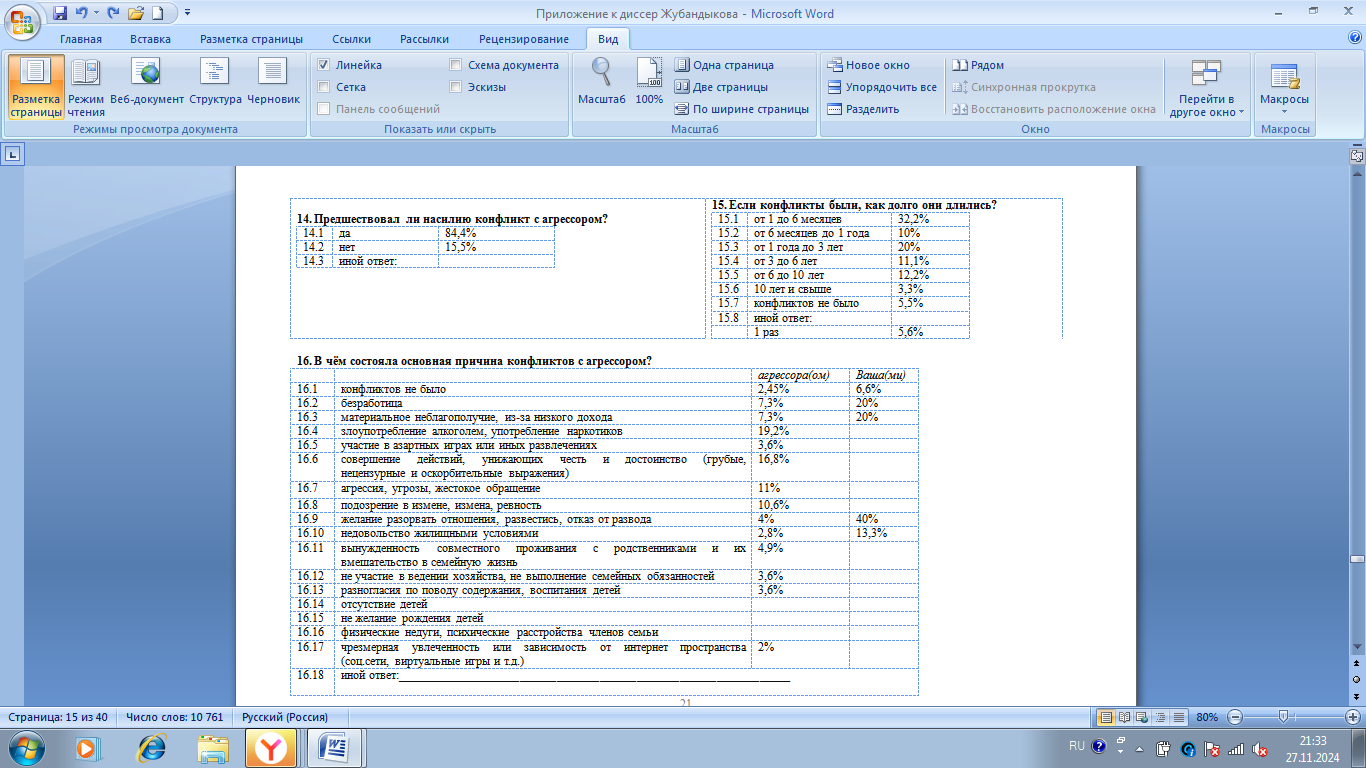 Приложение к диссер Жубандыкова - Microsoft Word
Главная Вставка Разметка страницы Ссылки Рассылки Рецензирование Вид
Разметка страницы
Режим чтения
Веб-документ
Структура
Черновик
Режимы просмотра документа
Линейка
Сетка
Панель сообщений
Схема документа
Эскизы
Показать или скрыть
Масштаб
100
100%
Одна страница
Две страницы
По ширине страницы
Масштаб
Новое окно
Упорядочить все
Разделить
Рядом
Синхронная прокрутка
Восстановить расположение окна
Перейти в другое окно
Окно
Макросы
Макросы
14. Предшествовал ли насилию конфликт с агрессором?
14.1 да 84,4%
14.2 нет 15,5%
14.3 иной ответ:
15. Если конфликты были, как долго они длились?
15.1 от 1 до 6 месяцев 32,2%
15.2 от 6 месяцев до 1 года 10%
15.3 от 1 года до 3 лет 20%
15.4 от 3 до 6 лет 11,1%
15.5 от 6 до 10 лет 12,2%
15.6 10 лет и свыше 3,3%
15.7 конфликтов не было 5,5%
15.8 иной ответ:
1 раз 5,6%
16. В чём состояла основная причина конфликтов с агрессором?
агрессора(ом) Ваша(ми)
16.1 конфликтов не было 2,45% 6,6%
16.2 безработица 7,3% 20%
16.3 материальное неблагополучие, из-за низкого дохода 7,3% 20%
16.4 злоупотребление алкоголем, употребление наркотиков 19,2%
16.5 участие в азартных играх или иных развлечениях 3,6%
16.6 совершение действий, унижающих честь и достоинство (грубые, 16,8%
нецензурные и оскорбительные выражения)
16.7 агрессия, угрозы, жестокое обращение 11%
16.8 подозрение в измене, измена, ревность 10,6%
16.9 желание разорвать отношения, развестись, отказ от развода 4% 40%
16.10 недовольство жилищными условиями 2,8% 13,3%
16.11 вынужденность совместного проживания с родственниками и их 4,9%
вмешательство в семейную жизнь
16.12 не участие в ведении хозяйства, не выполнение семейных обязанностей 3,6%
16.13 разногласия по поводу содержания, воспитания детей 3,6%
16.14 отсутствие детей
16.15 не желание рождения детей
16.16 физические недуги, психические расстройства членов семьи
16.17 чрезмерная увлеченность или зависимость от интернет пространства 2%
(соц.сети, виртуальные игры и т.д.)
16.18 иной ответ:
21
Страница: 15 из 40 Число слов: 10 761 Русский (Россия) 80%
RU 21:33
27.11.2024